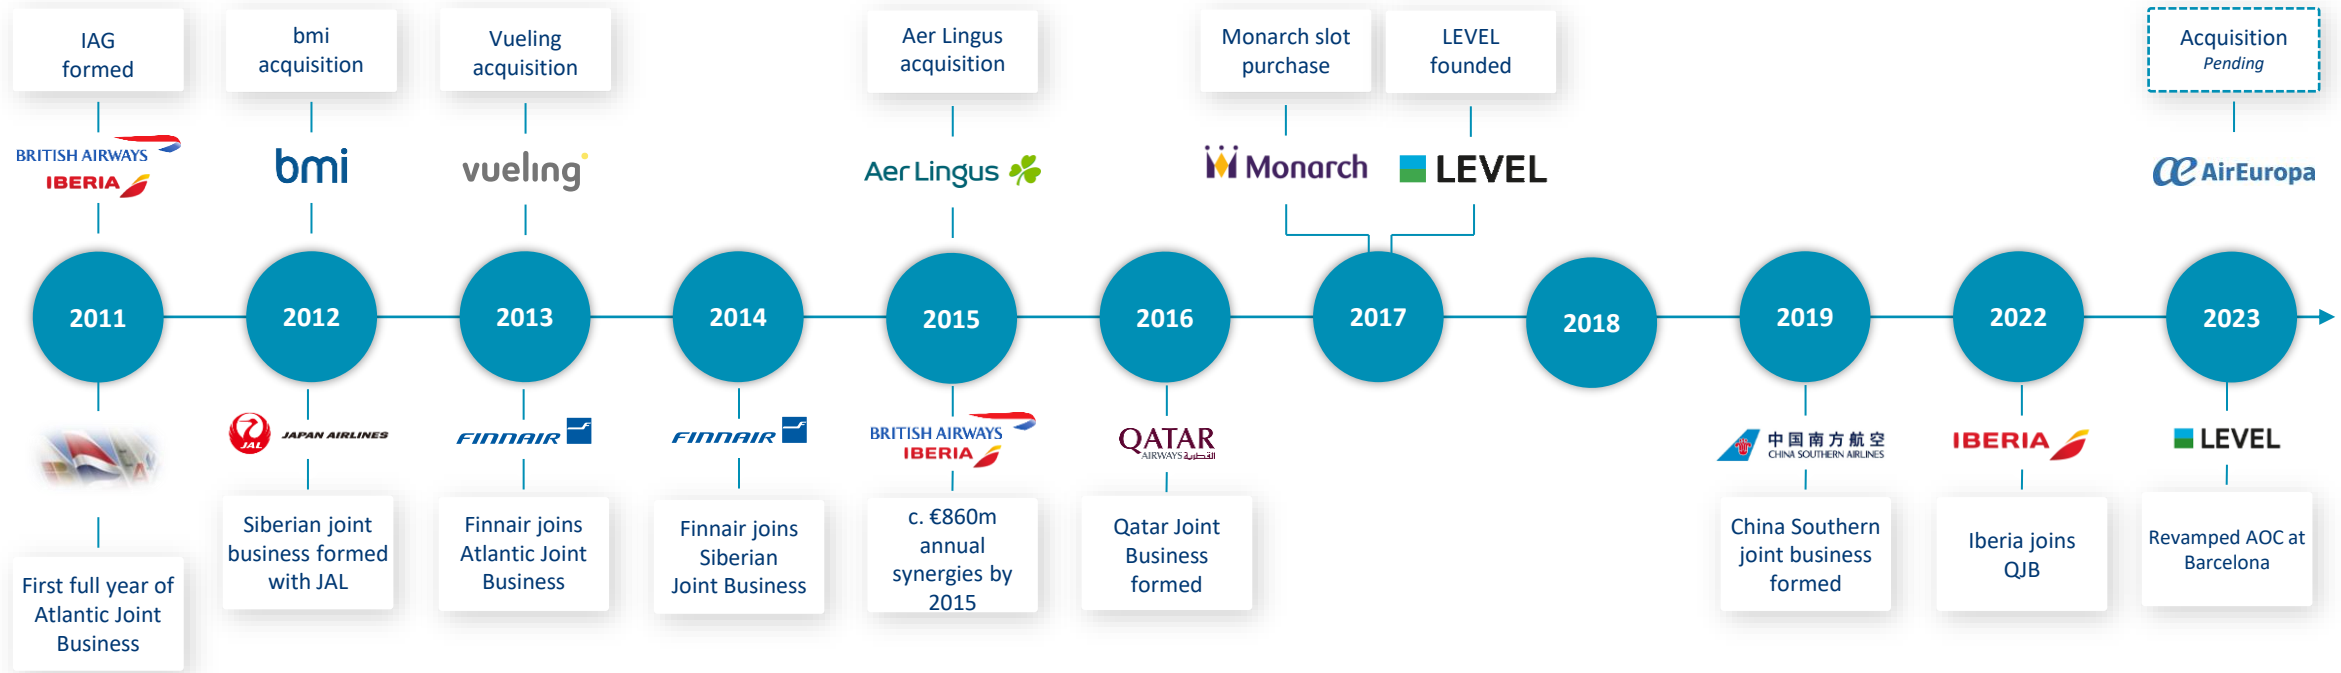 IAG
formed
bmi
acquisition
Vueling
acquisition
Aer Lingus
acquisition
Monarch slot
purchase
LEVEL
founded
Acquisition
Pending
BRITISH AIRWAYS
IBERIA
bmi
vueling
Aer Lingus
Monarch
LEVEL
AirEuropa
2011
2012
2013
2014
2015
2016
2017
2018
2019
2022
2023
JAL
JAPAN AIRLINES
FINNAIR
FINNAIR
BRITISH AIRWAYS
IBERIA
QATAR
AIRWAYS القطرية
中国南方航空
CHINA SOUTHERN AIRLINES
IBERIA
LEVEL
First full year of
Atlantic Joint
Business
Siberian joint
business formed
with JAL
Finnair joins
Atlantic Joint
Business
Finnair joins
Siberian
Joint Business
c. €860m
annual
synergies by
2015
Qatar Joint
Business
formed
China Southern
joint business
formed
Iberia joins
QJB
Revamped AOC at
Barcelona